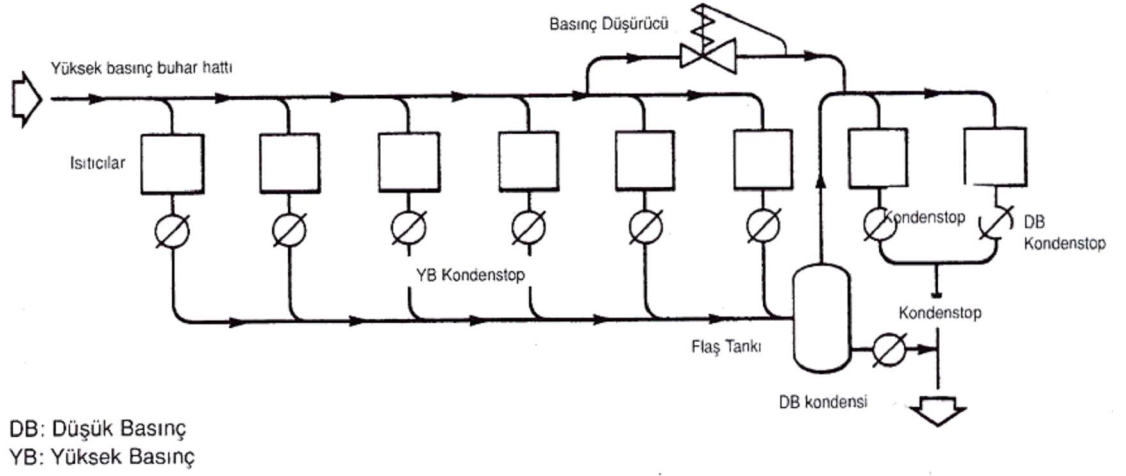 Basınç Düşürücü
Yüksek basınç buhar hattı
Isıtıcılar
Kondenstop
DB
Kondenstop
YB Kondenstop
Kondenstop
Flaş Tankı
DB kondensi
DB: Düşük Basınç
YB: Yüksek Basınç